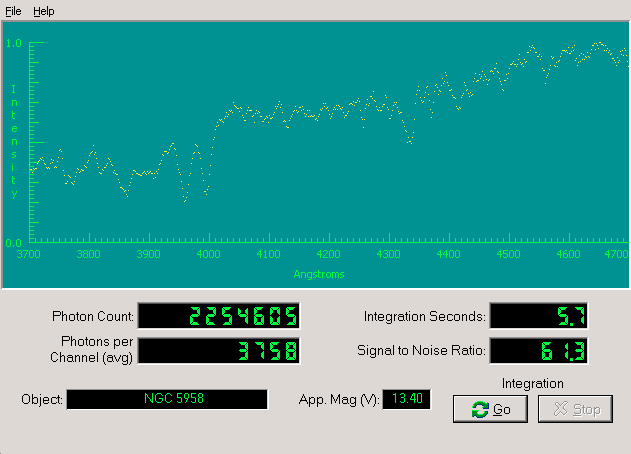 File Help
1.0
Intensity
0.0
3700 3800 3900 4000 4100 4200 4300 4400 4500 4600 4700
Angstroms
Photon Count: 2254605 Integration Seconds: 5.7
Photons per
Channel (avg) 3758 Signal to Noise Ratio: 61.3
Integration
Object: NGC 5958 App. Mag (V): 13.40 Go Stop